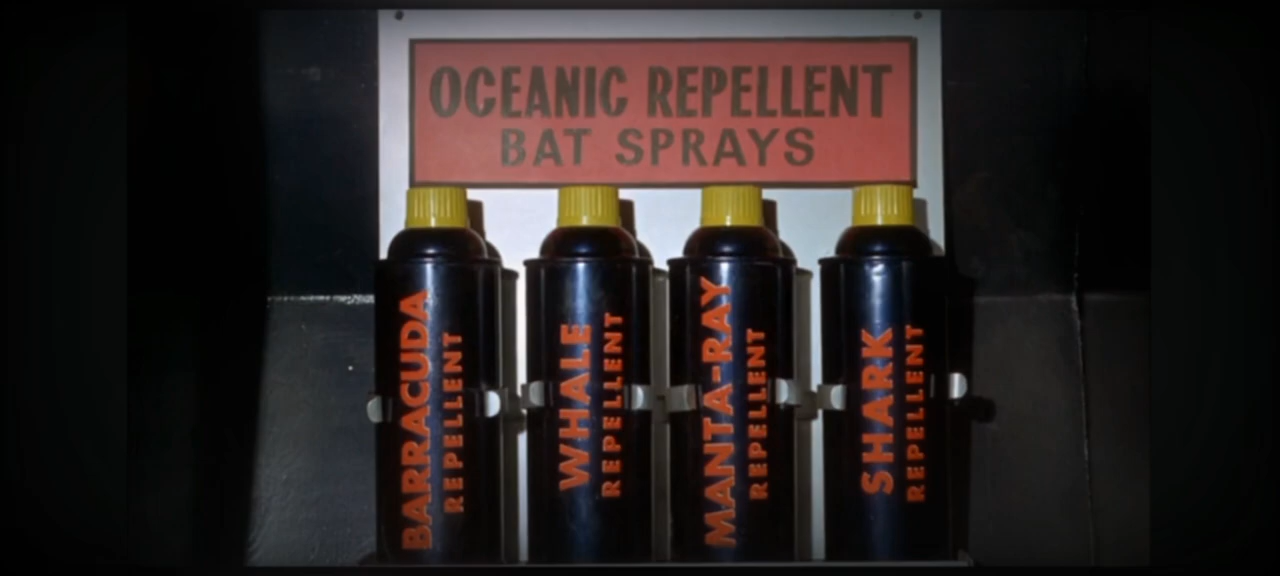 OCEANIC REPELLENT
BAT SPRAYS
BARRACUDA
REPELLENT
WHALE
REPELLENT
MANTA-RAY
REPELLENT
SHARK
REPELLENT